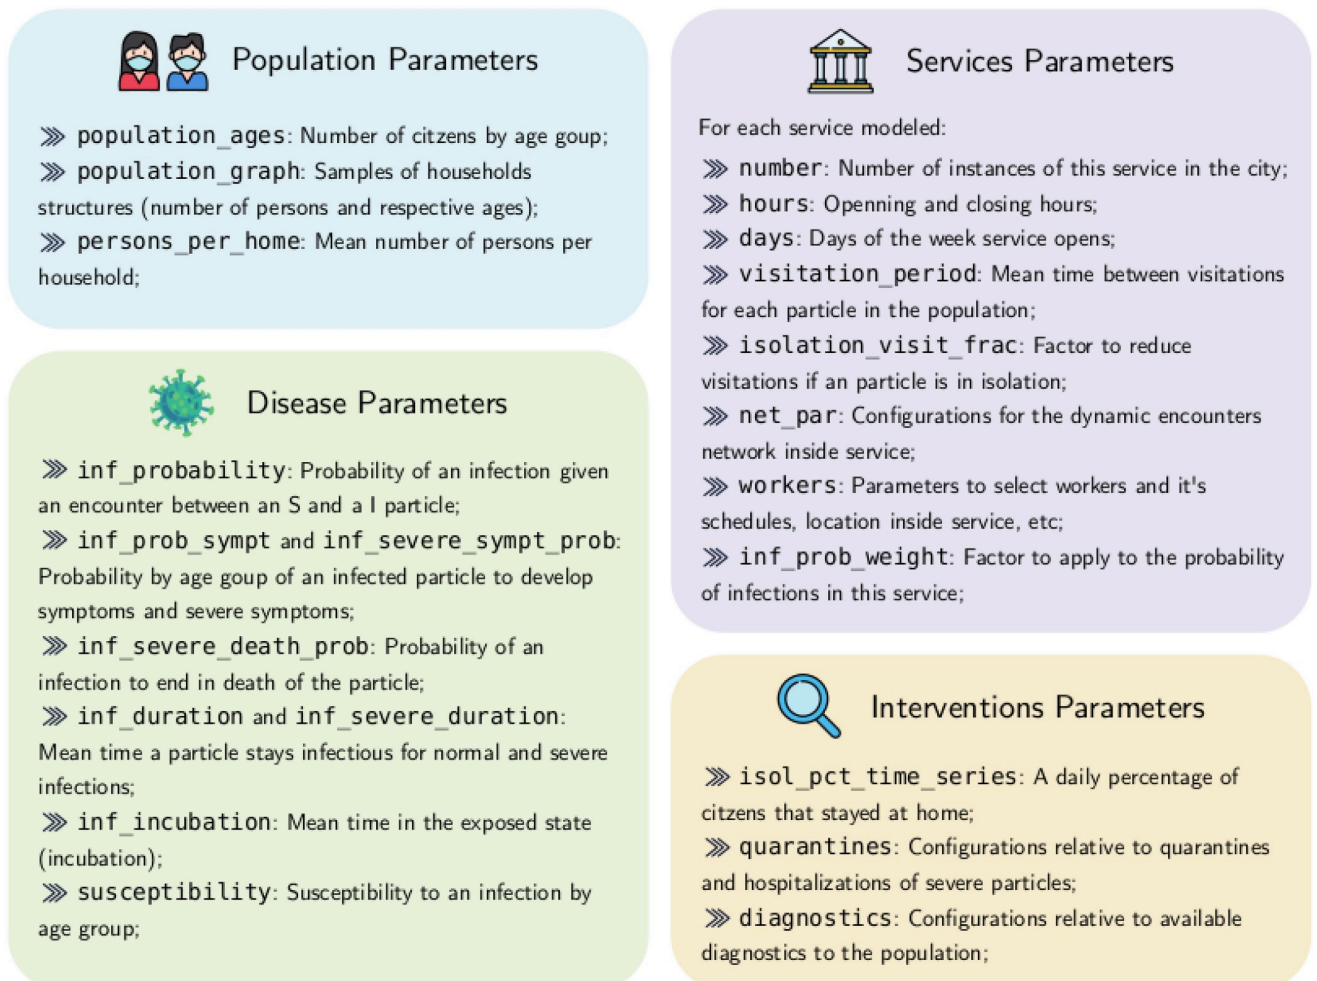 Population Parameters
⋙ population_ages: Number of citzens by age goup;
⋙ population_graph: Samples of households
structures (number of persons and respective ages);
⋙ persons_per_home: Mean number of persons per
household;
Disease Parameters
⋙ inf_probability: Probability of an infection given
an encounter between an S and a I particle;
⋙ inf_prob_sympt and inf_severe_sympt_prob:
Probability by age goup of an infected particle to develop
symptoms and severe symptoms;
⋙ inf_severe_death_prob: Probability of an
infection to end in death of the particle;
⋙ inf_duration and inf_severe_duration:
Mean time a particle stays infectious for normal and severe
infections;
⋙ inf_incubation: Mean time in the exposed state
(incubation);
⋙ susceptibility: Susceptibility to an infection by
age group;
Services Parameters
For each service modeled:
⋙ number: Number of instances of this service in the city;
⋙ hours: Openning and closing hours;
⋙ days: Days of the week service opens;
⋙ visitation_period: Mean time between visitations
for each particle in the population;
⋙ isolation_visit_frac: Factor to reduce
visitations if an particle is in isolation;
⋙ net_par: Configurations for the dynamic encounters
network inside service;
⋙ workers: Parameters to select workers and it's
schedules, location inside service, etc;
⋙ inf_prob_weight: Factor to apply to the probability
of infections in this service;
Interventions Parameters
⋙ isol_pct_time_series: A daily percentage of
citzens that stayed at home;
⋙ quarantines: Configurations relative to quarantines
and hospitalizations of severe particles;
⋙ diagnostics: Configurations relative to available
diagnostics to the population;